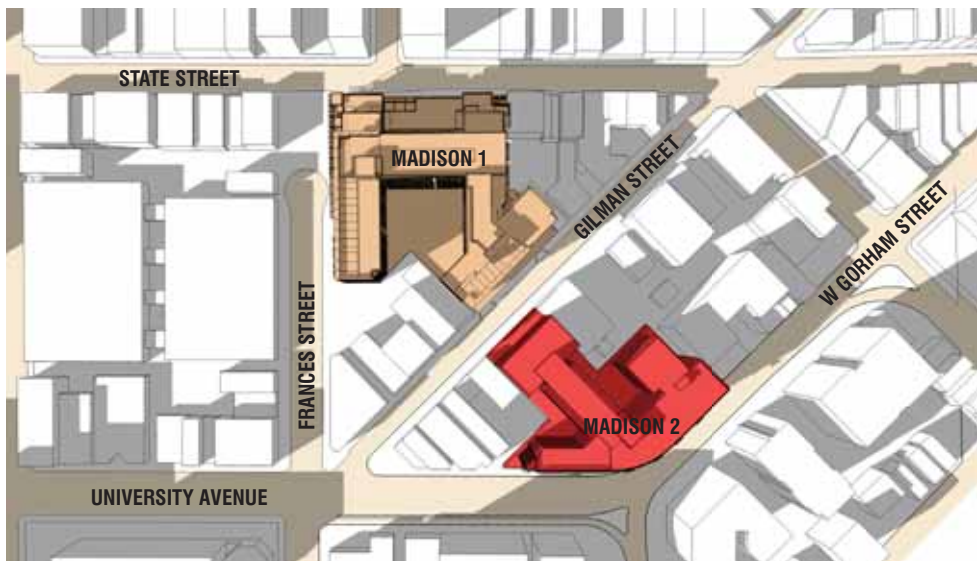 STATE STREET
MADISON 1
GILMAN STREET
W GORHAM STREET
FRANCES STREET
MADISON 2
UNIVERSITY AVENUE